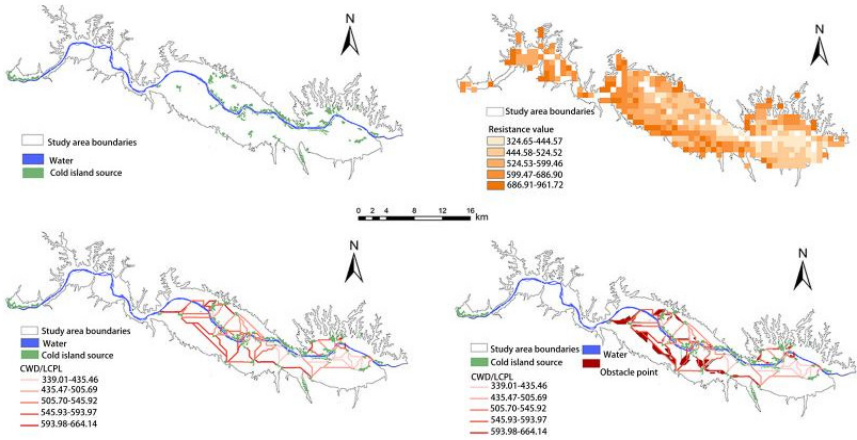 N
Study area boundaries
Water
Cold island source
N
Study area boundaries
Resistance value
324.65-444.57
444.58-524.52
524.53-599.46
599.47-686.90
686.91-961.72
0 2 4 8 12 16
km
N
Study area boundaries
Water
Cold island source
CWD/LCPL
339.01-435.46
435.47-505.69
505.70-545.92
545.93-593.97
593.98-664.14
N
Study area boundaries
Water
Cold island source
Obstacle point
CWD/LCPL
339.01-435.46
435.47-505.69
505.70-545.92
545.93-593.97
593.98-664.14